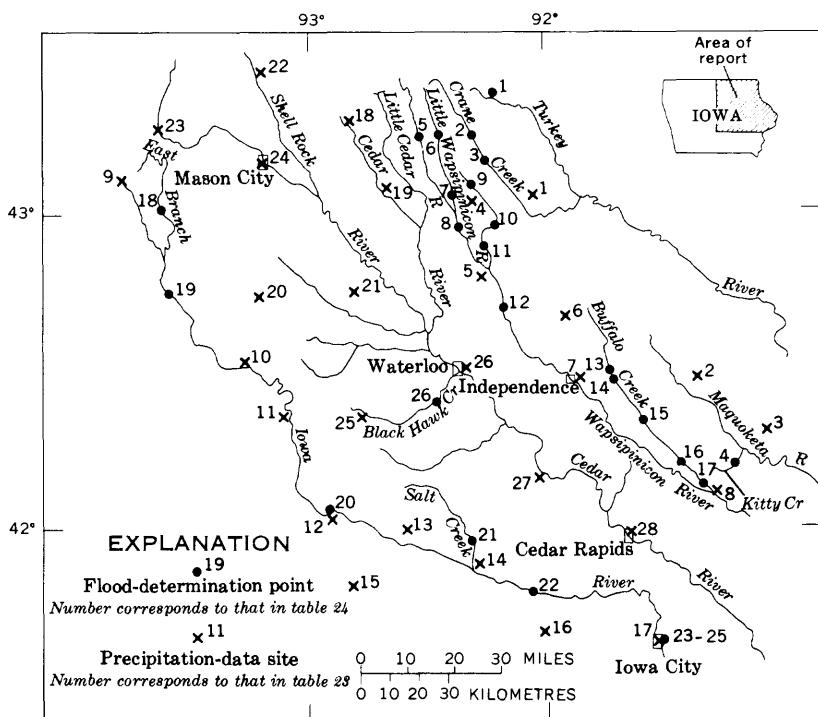 93°
92°
Area of
report
IOWA
22
1
Turkey
Crane
Little
Little Cedar
Shell Rock
18
5
2
6
23
East
24
Mason City
Cedar
3
Creek
Wapsipinicon
9
9
19
7
4
1
43°
18
Branch
R
8
10
R
11
River
5
River
River
19
20
21
12
6
Buffalo
10
Waterloo
26
7
13
2
Independence
14
Creek
26
Maquoketa
11
Iowa
25
Black Hawk Cr
15
3
Wapsipinicon
16
4
R
Cedar
17
27
River
8
Kitty Cr
Salt
42°
20
12
13
Creek
21
28
EXPLANATION
14
Cedar Rapids
19
Flood-determination point
15
22
River
River
Number corresponds to that in table 24
11
16
17
23-25
Precipitation-data site
0 10 20 30 MILES
Iowa City
Number corresponds to that in table 23
0 10 20 30 KILOMETRES